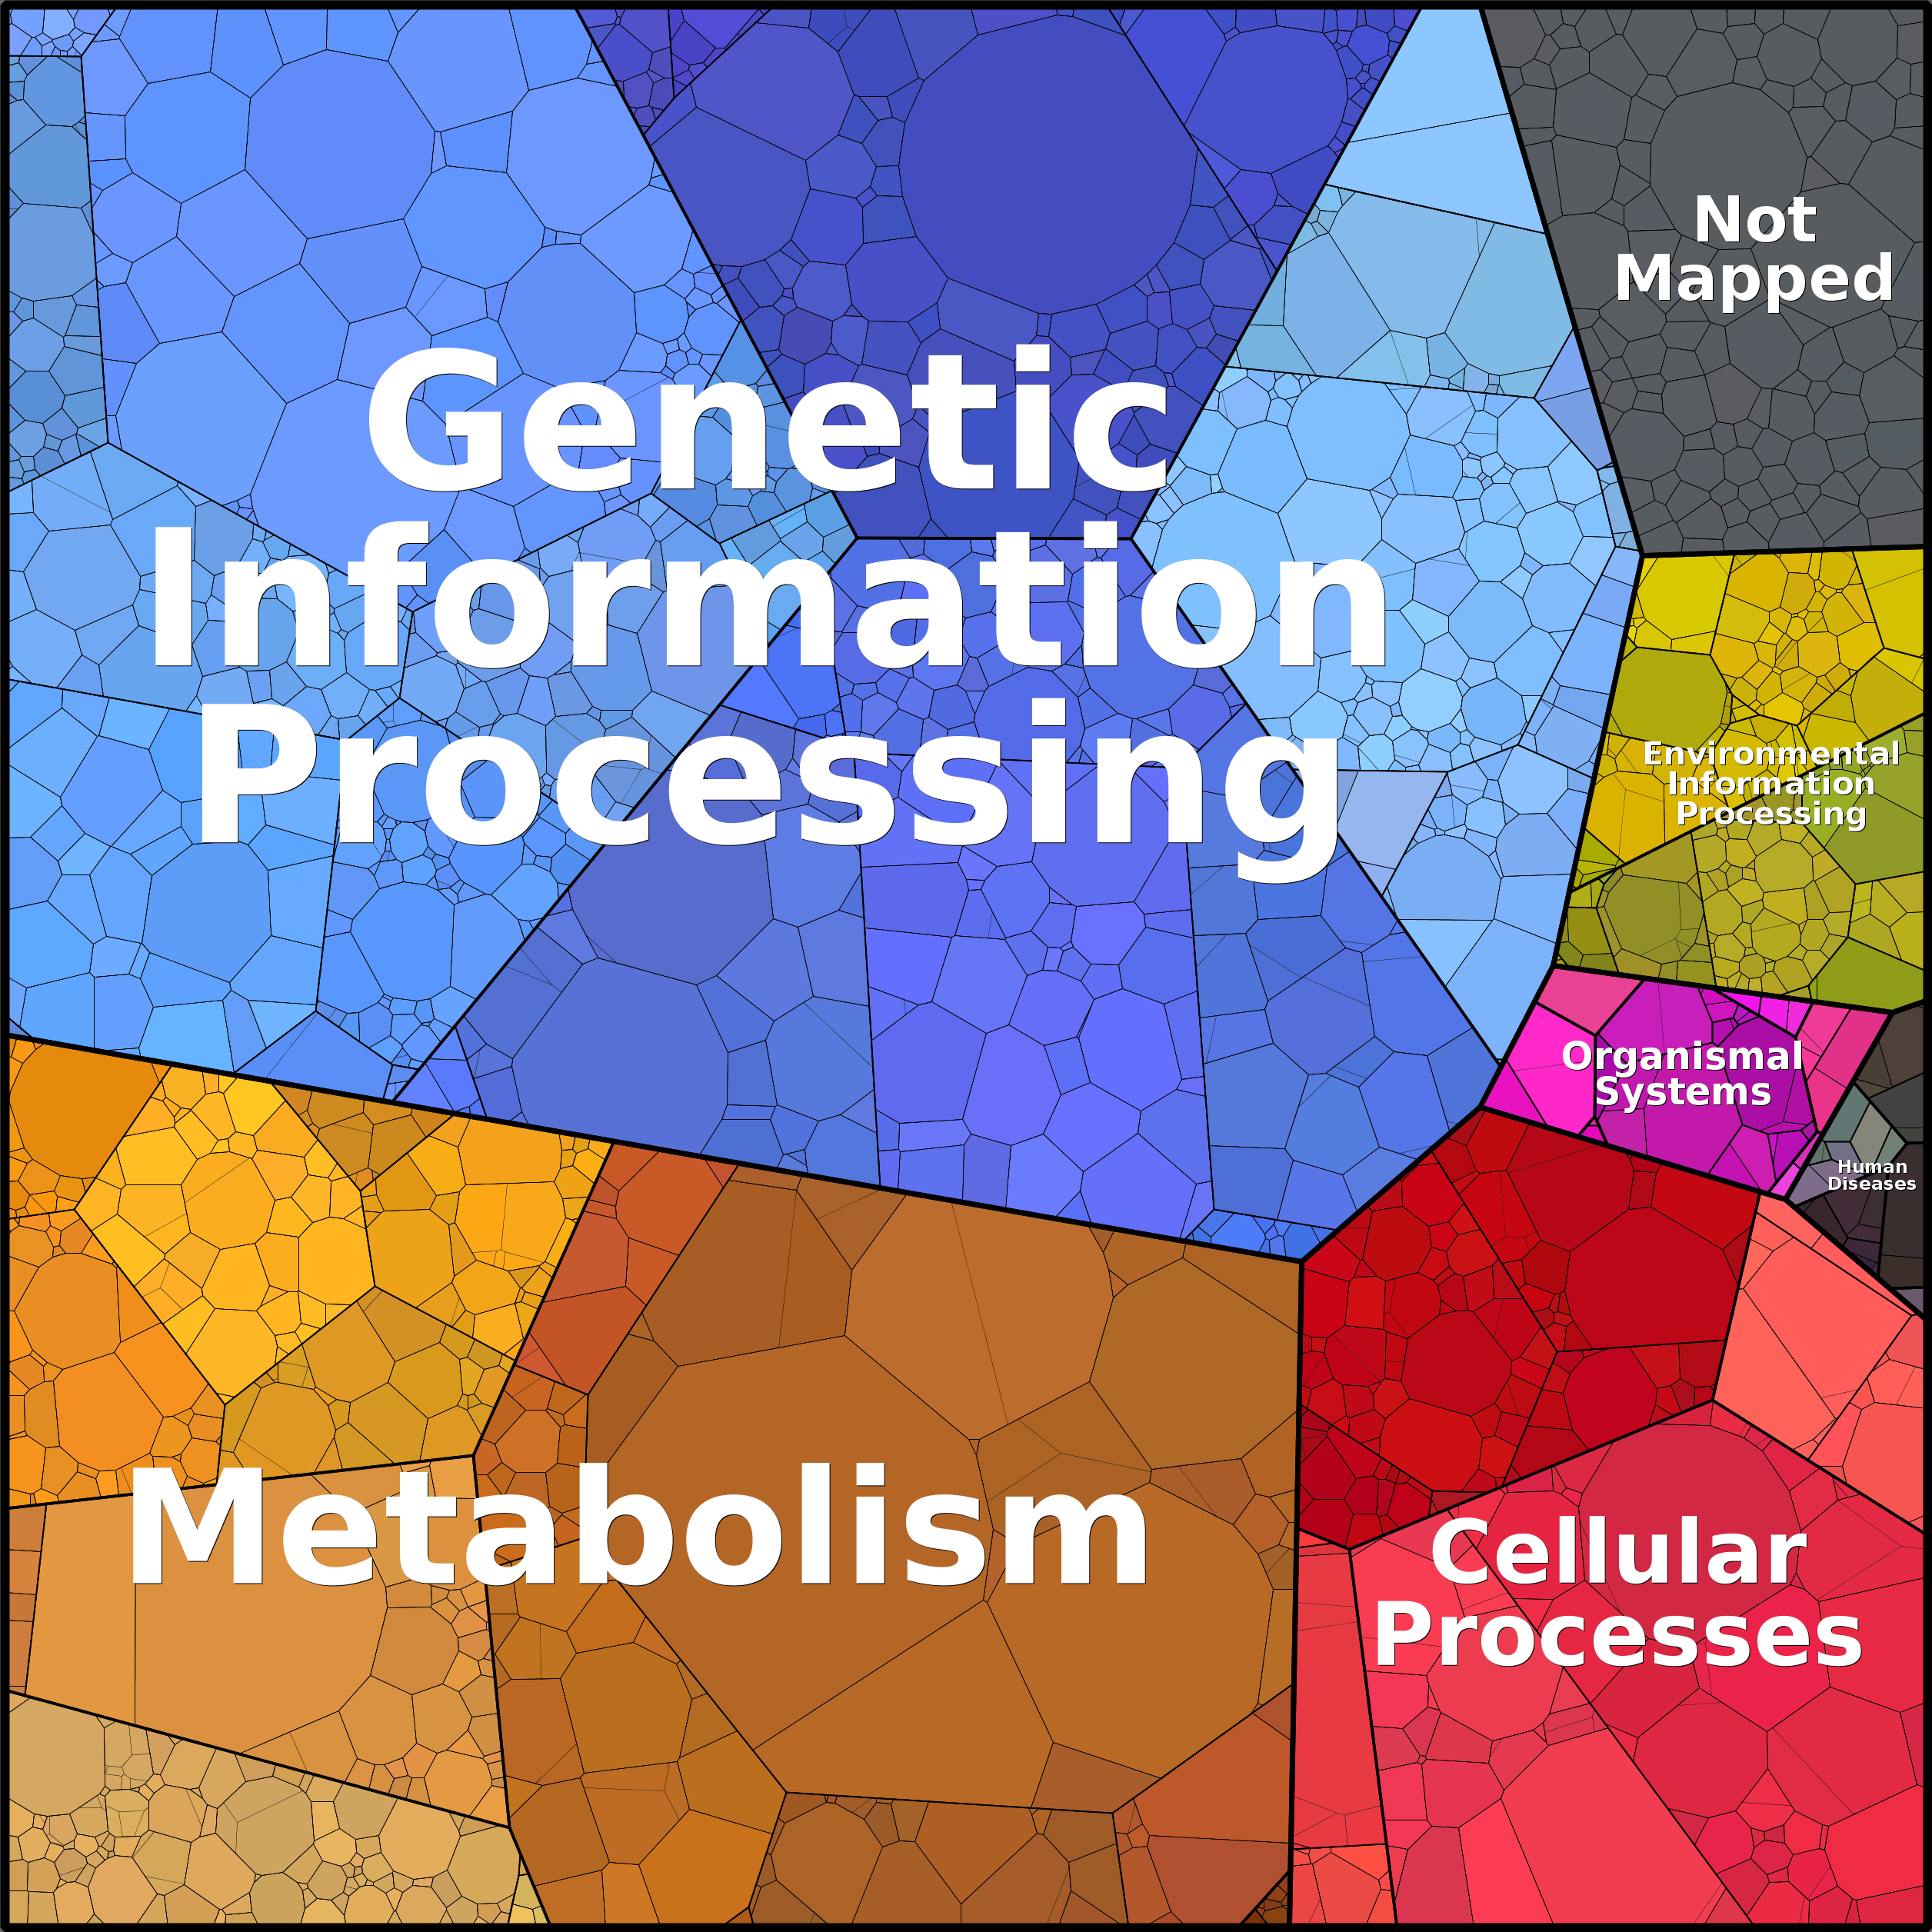 Genetic
Information
Processing
Not
Mapped
Environmental
Information
Processing
Organismal
Systems
Human
Diseases
Metabolism
Cellular
Processes